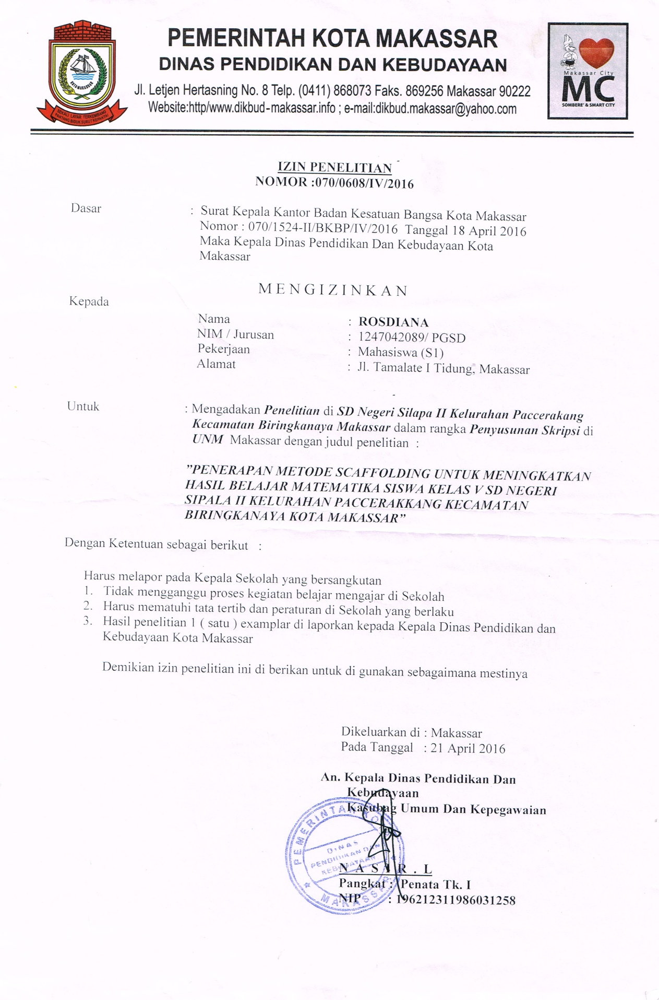 PEMERINTAH KOTA MAKASSAR
DINAS PENDIDIKAN DAN KEBUDAYAAN
Jl. Letjen Hertasning No. 8 Telp. (0411) 868073 Faks. 869256 Makassar 90222
Website:http/www.dikbud-makassar.info ; e-mail:dikbud.makassar@yahoo.com
KOTA MAKASSAR
SEKALI LAYAR TERKEMBANG
PANTANG BIDUK SURUT KEPANTAI
Makassar City
MC
SOMBERE' & SMART CITY
IZIN PENELITIAN
NOMOR :070/0608/IV/2016
Dasar : Surat Kepala Kantor Badan Kesatuan Bangsa Kota Makassar
Nomor : 070/1524-II/BKBP/IV/2016 Tanggal 18 April 2016
Maka Kepala Dinas Pendidikan Dan Kebudayaan Kota
Makassar
M E N G I Z I N K A N
Kepada
Nama : ROSDIANA
NIM / Jurusan : 1247042089/ PGSD
Pekerjaan : Mahasiswa (S1)
Alamat : Jl. Tamalate I Tidung, Makassar
Untuk : Mengadakan Penelitian di SD Negeri Silapa II Kelurahan Paccerakang
Kecamatan Biringkanaya Makassar dalam rangka Penyusunan Skripsi di
UNM Makassar dengan judul penelitian :
”PENERAPAN METODE SCAFFOLDING UNTUK MENINGKATKAN
HASIL BELAJAR MATEMATIKA SISWA KELAS V SD NEGERI
SIPALA II KELURAHAN PACCERAKKANG KECAMATAN
BIRINGKANAYA KOTA MAKASSAR”
Dengan Ketentuan sebagai berikut :
Harus melapor pada Kepala Sekolah yang bersangkutan
1. Tidak mengganggu proses kegiatan belajar mengajar di Sekolah
2. Harus mematuhi tata tertib dan peraturan di Sekolah yang berlaku
3. Hasil penelitian 1 ( satu ) examplar di laporkan kepada Kepala Dinas Pendidikan dan
Kebudayaan Kota Makassar
Demikian izin penelitian ini di berikan untuk di gunakan sebagaimana mestinya
Dikeluarkan di : Makassar
Pada Tanggal : 21 April 2016
An. Kepala Dinas Pendidikan Dan
Kebudayaan
Kasubag Umum Dan Kepegawaian
PEMERINTAH KOTA
DINAS
PENDIDIKAN DAN
KEBUDAYAAN
MAKASSAR
N A S I R . L
Pangkat : Penata Tk. I
NIP : 196212311986031258